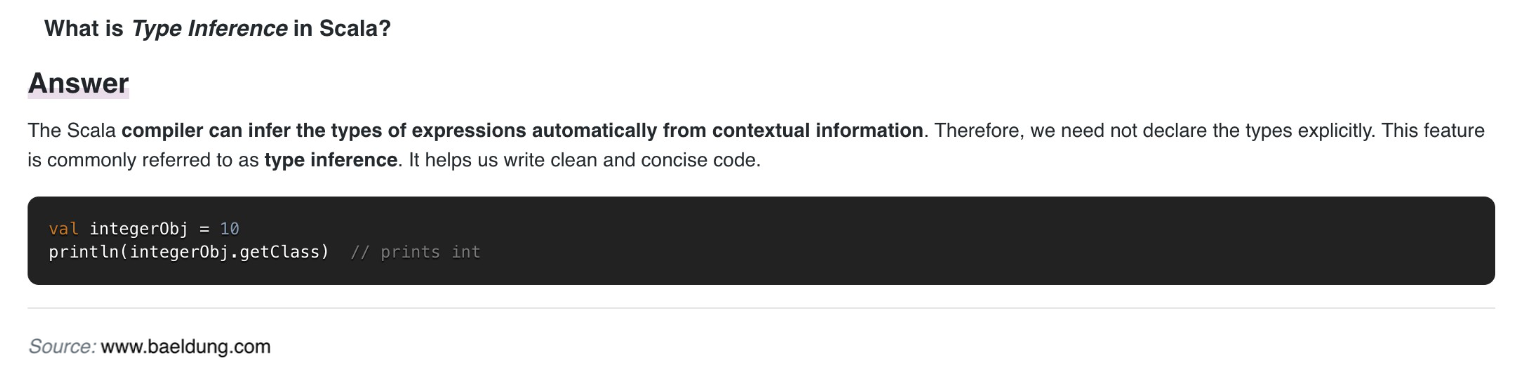 What is Type Inference in Scala?
Answer
The Scala compiler can infer the types of expressions automatically from contextual information. Therefore, we need not declare the types explicitly. This feature
is commonly referred to as type inference. It helps us write clean and concise code.
val integerObj = 10
println(integerObj.getClass)  // prints int
Source: www.baeldung.com